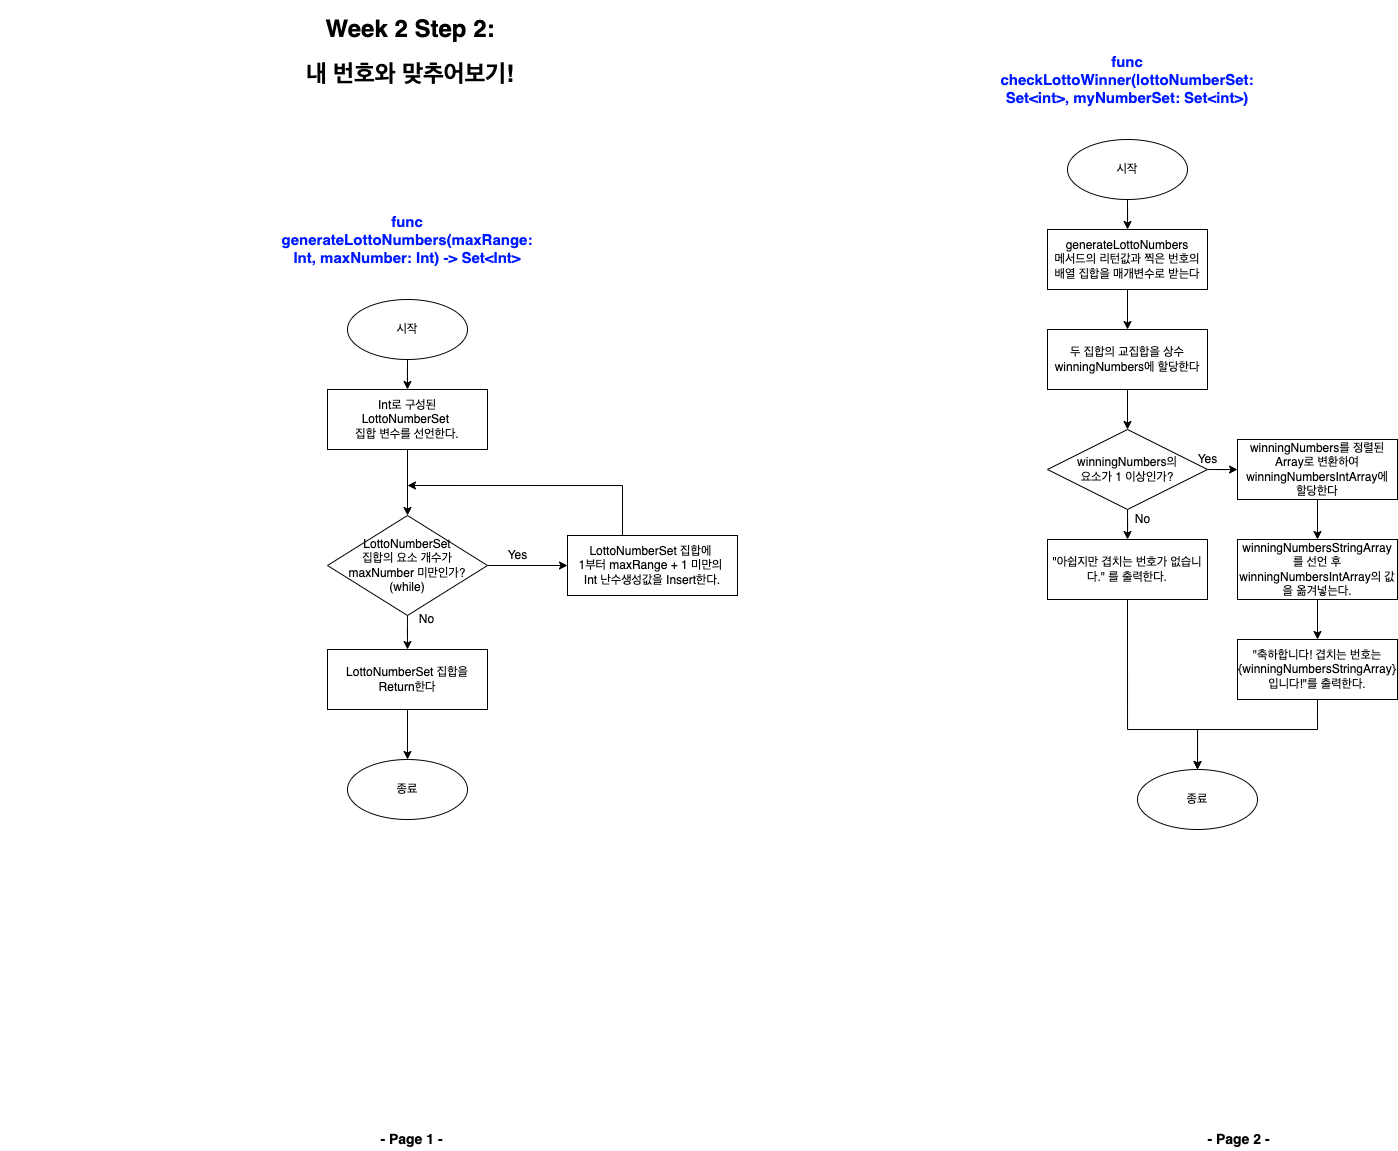 Week 2 Step 2:
내 번호와 맞추어보기!
func
generateLottoNumbers(maxRange:
Int, maxNumber: Int) -> Set<Int>
시작
Int로 구성된
LottoNumberSet
집합 변수를 선언한다.
LottoNumberSet
집합의 요소 개수가
maxNumber 미만인가?
(while)
Yes
LottoNumberSet 집합에
1부터 maxRange + 1 미만의
Int 난수생성값을 Insert한다.
No
LottoNumberSet 집합을
Return한다
종료
- Page 1 -
func
checkLottoWinner(lottoNumberSet:
Set<int>, myNumberSet: Set<int>)
시작
generateLottoNumbers
메서드의 리턴값과 찍은 번호의
배열 집합을 매개변수로 받는다
두 집합의 교집합을 상수
winningNumbers에 할당한다
winningNumbers의
요소가 1 이상인가?
Yes
winningNumbers를 정렬된
Array로 변환하여
winningNumbersIntArray에
할당한다
No
"아쉽지만 겹치는 번호가 없습니
다." 를 출력한다.
winningNumbersStringArray
를 선언 후
winningNumbersIntArray의 값
을 옮겨넣는다.
"축하합니다! 겹치는 번호는
{winningNumbersStringArray}
입니다!"를 출력한다.
종료
- Page 2 -